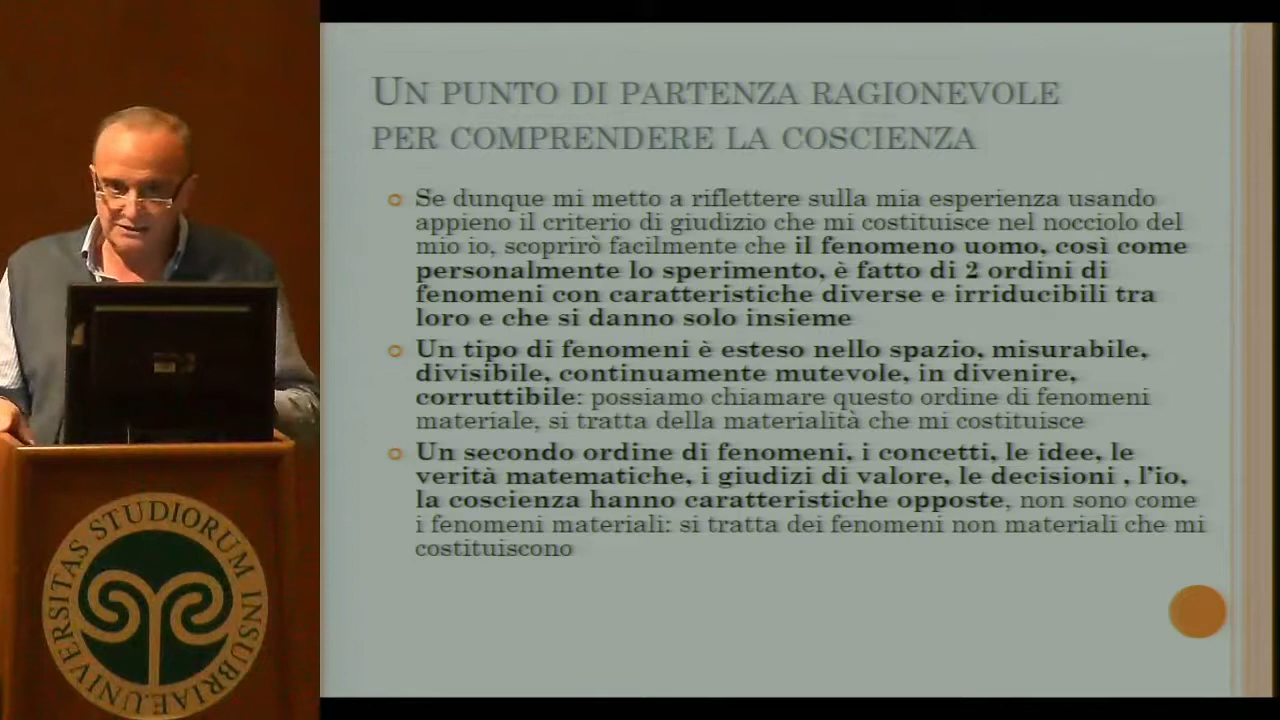 UN PUNTO DI PARTENZA RAGIONEVOLE
PER COMPRENDERE LA COSCIENZA
Se dunque mi metto a riflettere sulla mia esperienza usando
appieno il criterio di giudizio che mi costituisce nel nocciolo del
mio io, scoprirò facilmente che il fenomeno uomo, così come
personalmente lo sperimento, è fatto di 2 ordini di
fenomeni con caratteristiche diverse e irriducibili tra
loro e che si danno solo insieme
Un tipo di fenomeni è esteso nello spazio, misurabile,
divisibile, continuamente mutevole, in divenire,
corruttibile: possiamo chiamare questo ordine di fenomeni
materiale, si tratta della materialità che mi costituisce
Un secondo ordine di fenomeni, i concetti, le idee, le
verità matematiche, i giudizi di valore, le decisioni , l'io,
la coscienza hanno caratteristiche opposte, non sono come
i fenomeni materiali: si tratta dei fenomeni non materiali che mi
costituiscono
UNIVERSITAS STUDIORUM INSUBRIAE